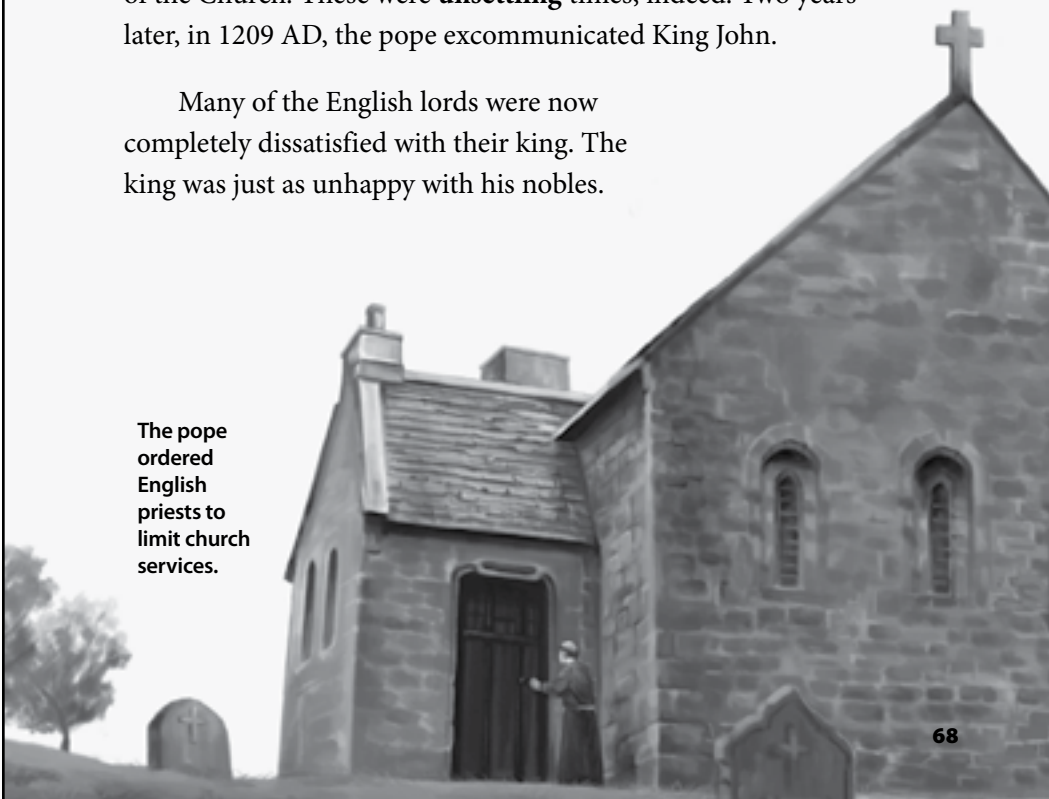 of the Church. These were unsettling times, indeed. Two years
later, in 1209 AD, the pope excommunicated King John.
Many of the English lords were now
completely dissatisfied with their king. The
king was just as unhappy with his nobles.
The pope
ordered
English
priests to
limit church
services.
68